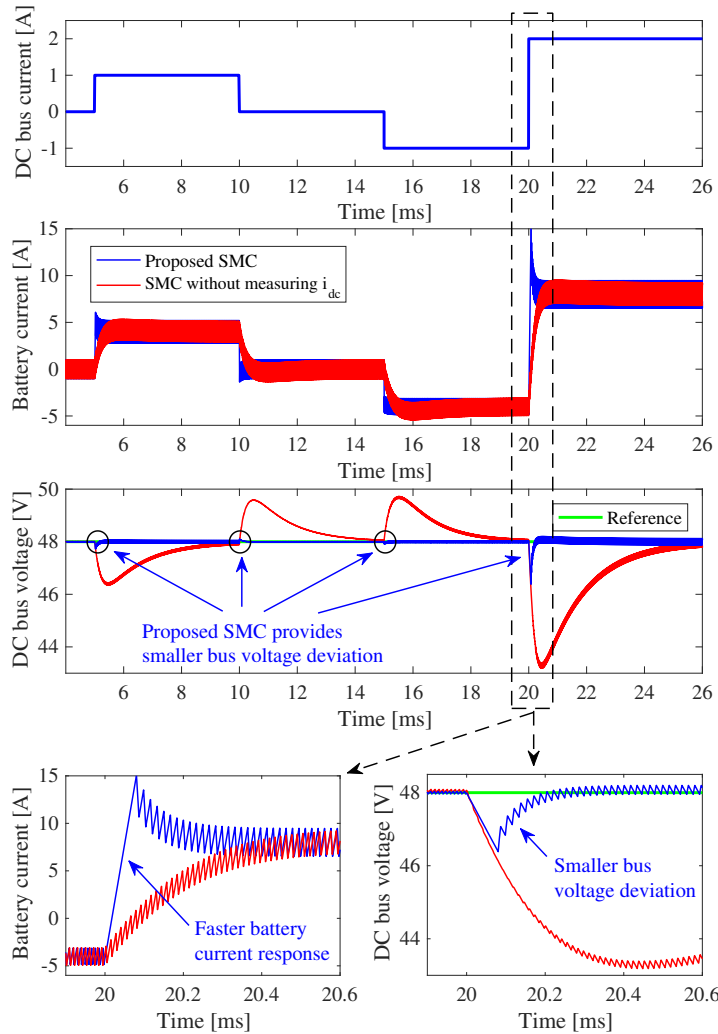 DC bus current [A]
2
1
0
-1
6 8 10 12 14 16 18 20 22 24 26
Time [ms]
Battery current [A]
15
10
5
0
-5
Proposed SMC
SMC without measuring i_dc
6 8 10 12 14 16 18 20 22 24 26
Time [ms]
DC bus voltage [V]
50
48
46
44
Reference
Proposed SMC provides
smaller bus voltage deviation
6 8 10 12 14 16 18 20 22 24 26
Time [ms]
Battery current [A]
15
10
5
0
-5
Faster battery
current response
20 20.2 20.4 20.6
Time [ms]
DC bus voltage [V]
48
46
43
Smaller bus
voltage deviation
20 20.2 20.4 20.6
Time [ms]